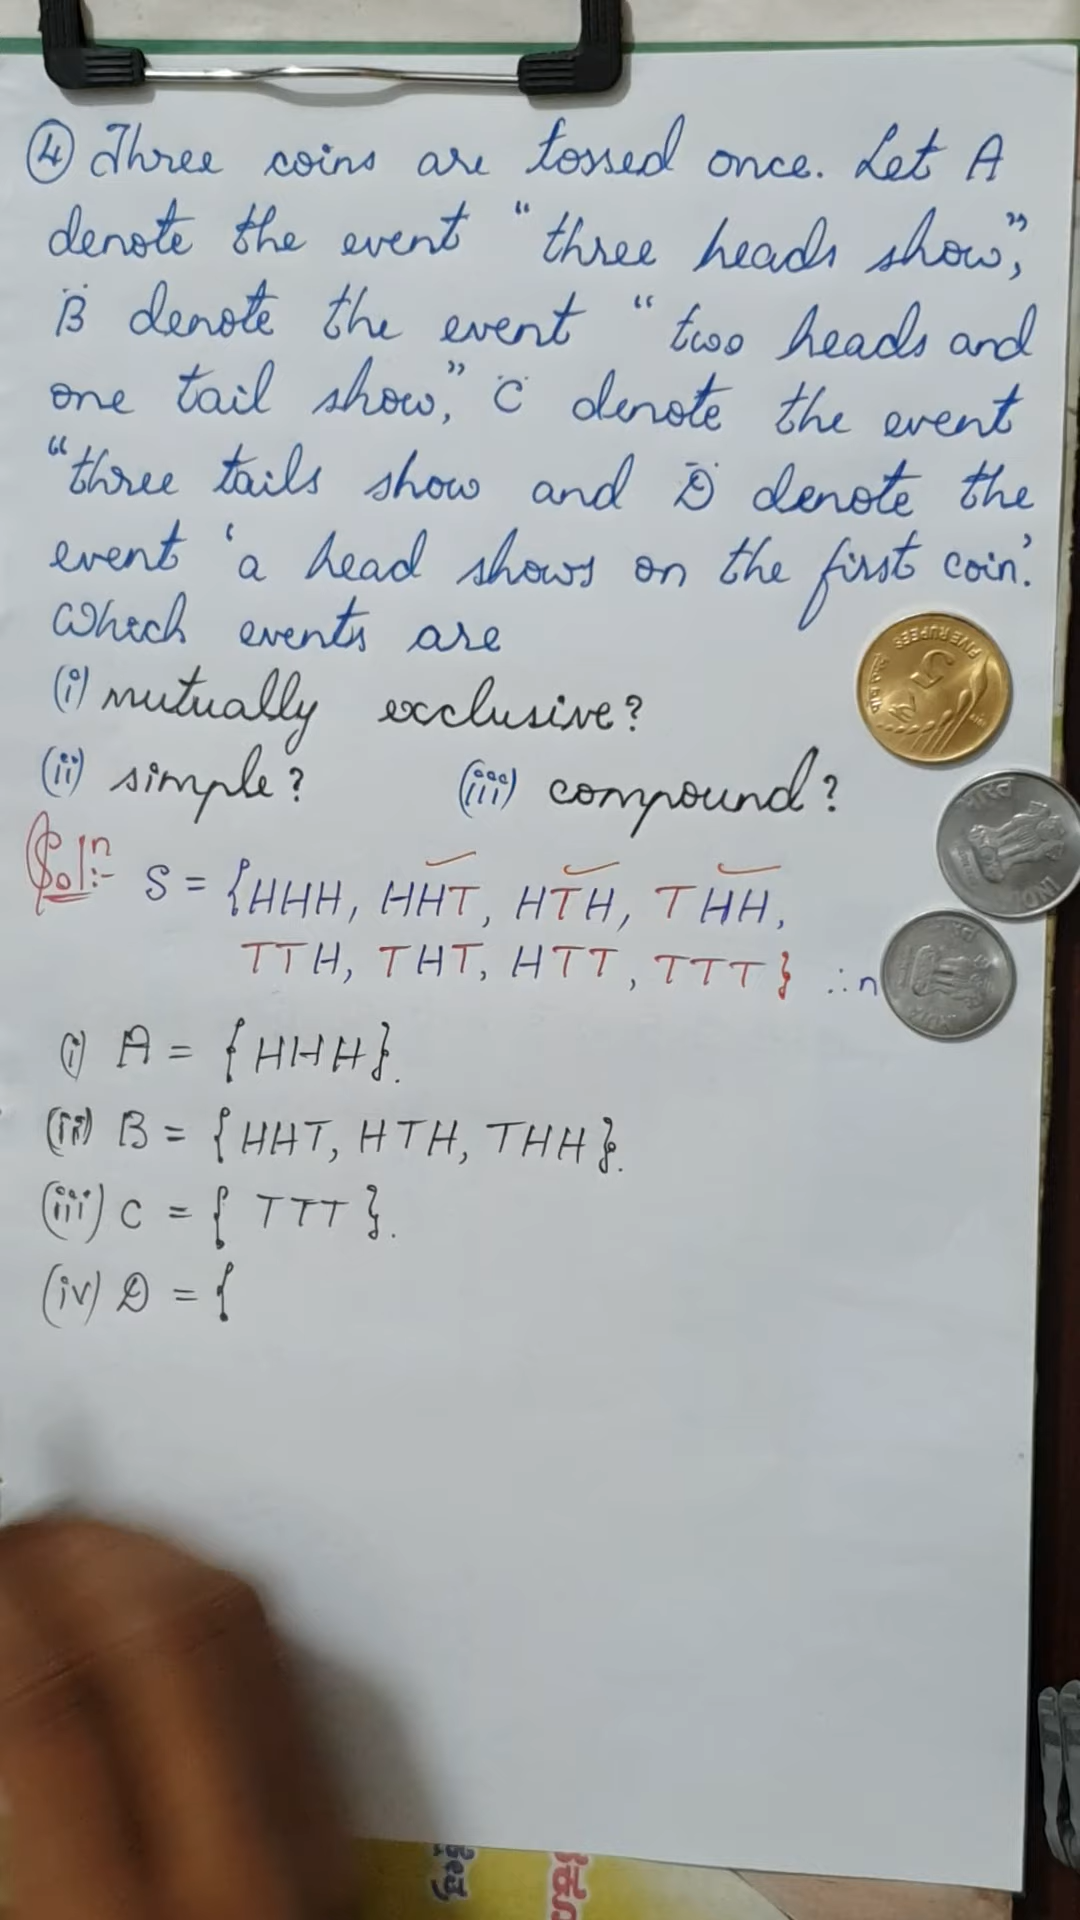 ④ Three coins are tossed once. Let A
denote the event "three heads show,"
B denote the event "two heads and
one tail show," C denote the event
"three tails show and D denote the
event 'a head shows on the first coin.'
Which events are
(i) mutually exclusive?
(ii) simple? (iii) compound?
Solⁿ:- S = {HHH, HHT, HTH, THH,
TTH, THT, HTT, TTT} ∴ n
(i) A = {HHH}.
(ii) B = {HHT, HTH, THH}.
(iii) C = {TTT}.
(iv) D = {
FIVE RUPEES
5